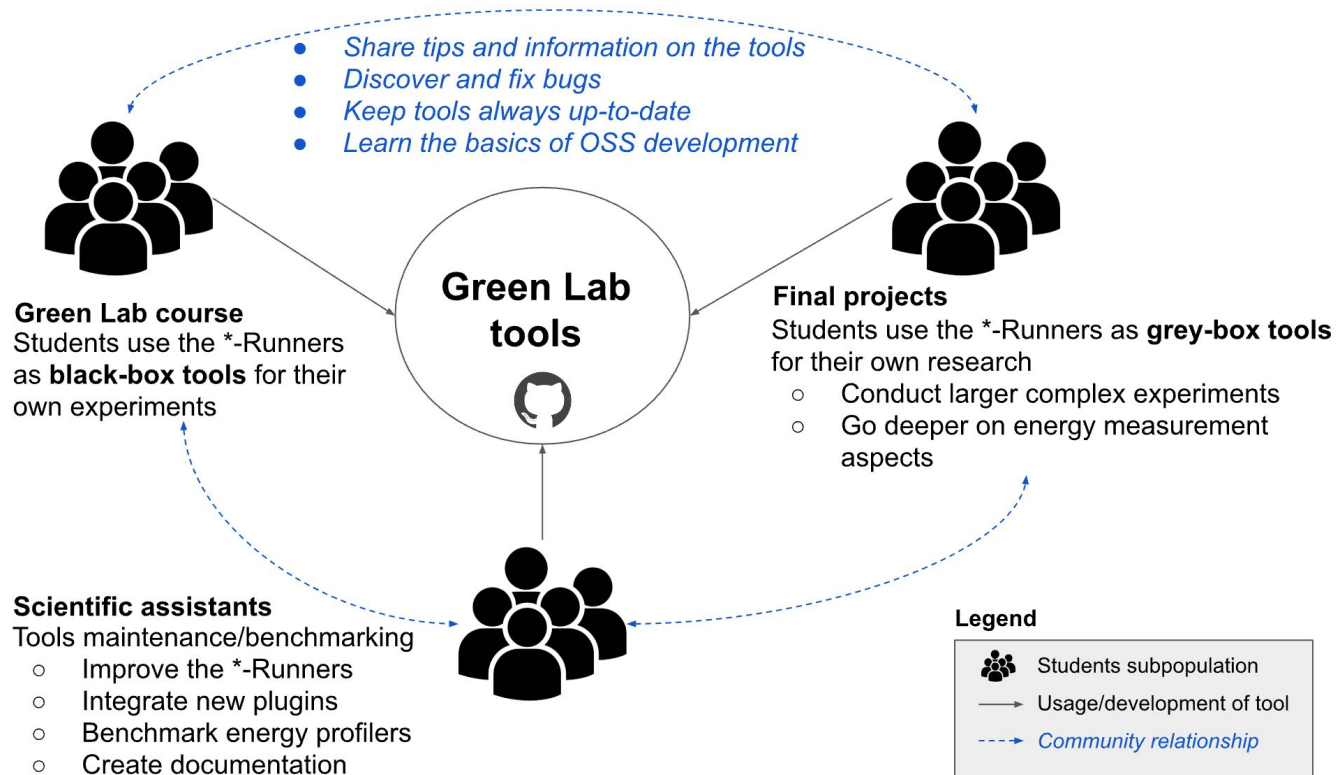 ● Share tips and information on the tools
● Discover and fix bugs
● Keep tools always up-to-date
● Learn the basics of OSS development
Green Lab
tools
Green Lab course
Students use the *-Runners
as black-box tools for their
own experiments
Final projects
Students use the *-Runners as grey-box tools
for their own research
○ Conduct larger complex experiments
○ Go deeper on energy measurement
aspects
Scientific assistants
Tools maintenance/benchmarking
○ Improve the *-Runners
○ Integrate new plugins
○ Benchmark energy profilers
○ Create documentation
Legend
Students subpopulation
Usage/development of tool
Community relationship